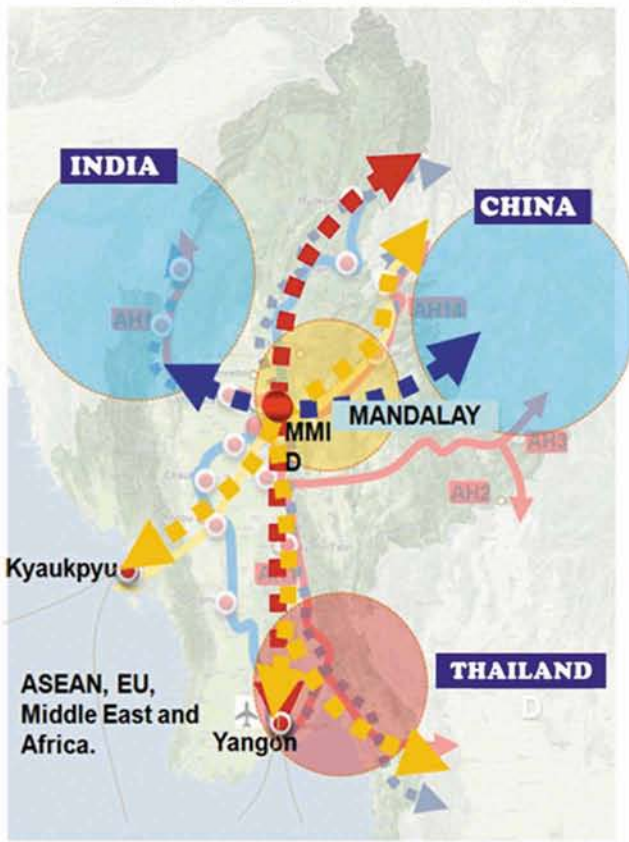 INDIA
CHINA
AH1
AH14
MANDALAY
MMI
D
AH3
AH2
Kyaukpyu
THAILAND
D
ASEAN, EU,
Middle East and
Africa.
Yangon